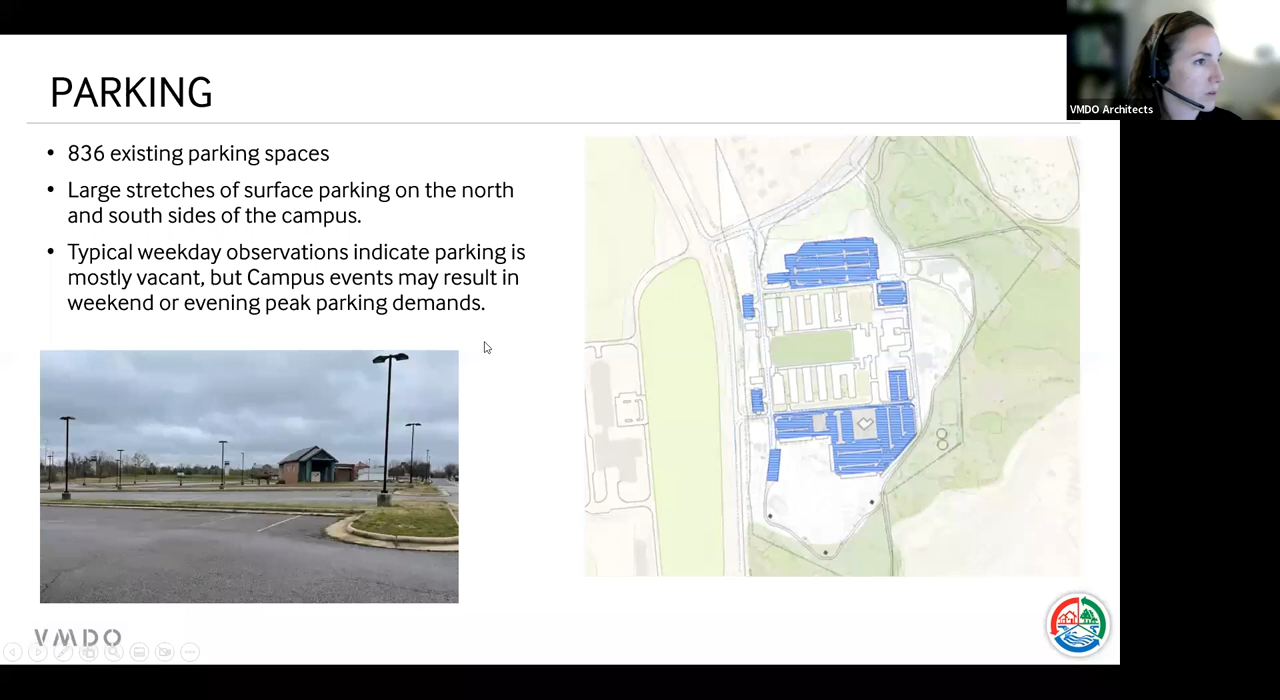 PARKING
VMDO Architects
• 836 existing parking spaces
• Large stretches of surface parking on the north
and south sides of the campus.
• Typical weekday observations indicate parking is
mostly vacant, but Campus events may result in
weekend or evening peak parking demands.
VMDO